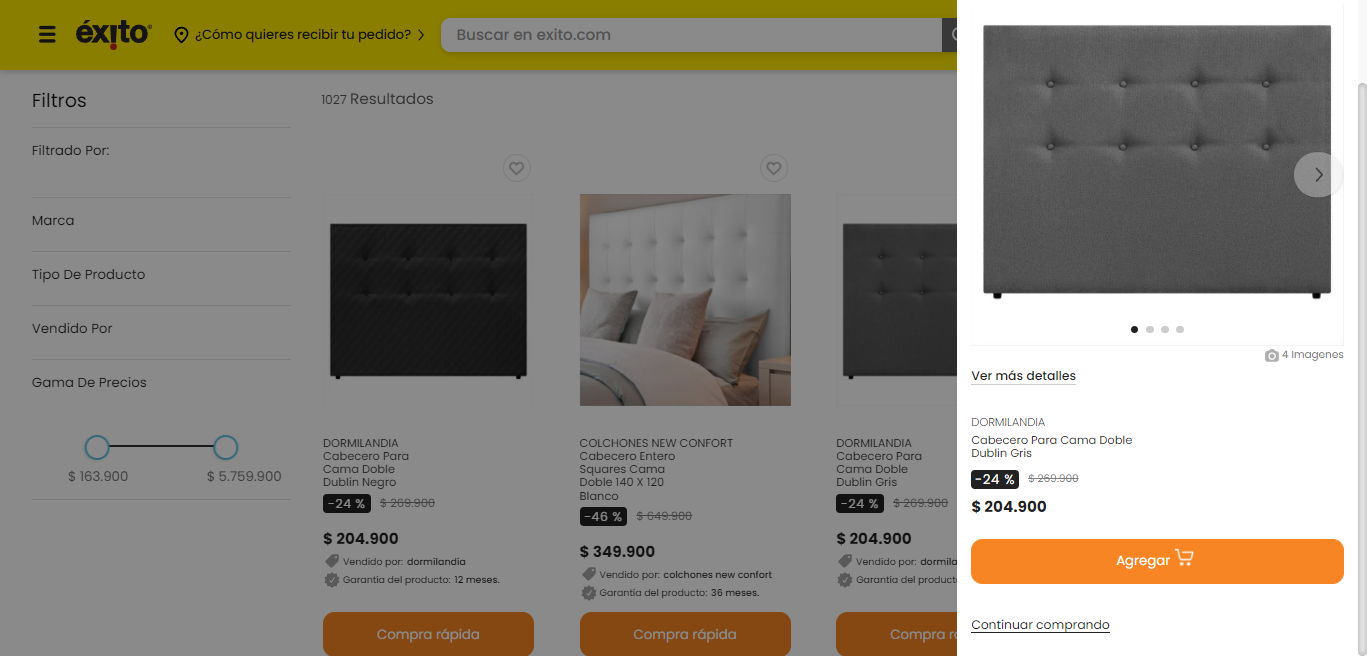 éxito
¿Cómo quieres recibir tu pedido?
Buscar en exito.com
Filtros
Filtrado Por:
Marca
Tipo De Producto
Vendido Por
Gama De Precios
$ 163.900
$ 5.759.900
1027 Resultados
DORMILANDIA
Cabecero Para
Cama Doble
Dublin Negro
-24 %
$ 269.900
$ 204.900
Vendido por: dormilandia
Garantía del producto: 12 meses.
Compra rápida
COLCHONES NEW CONFORT
Cabecero Entero
Squares Cama
Doble 140 X 120
Blanco
-46 %
$ 649.900
$ 349.900
Vendido por: colchones new confort
Garantía del producto: 36 meses.
Compra rápida
DORMILANDIA
Cabecero Para
Cama Doble
Dublin Gris
-24 %
$ 269.900
$ 204.900
Vendido por: dormila
Garantía del product
Compra r
4 Imagenes
Ver más detalles
DORMILANDIA
Cabecero Para Cama Doble
Dublin Gris
-24 %
$ 269.900
$ 204.900
Agregar
Continuar comprando